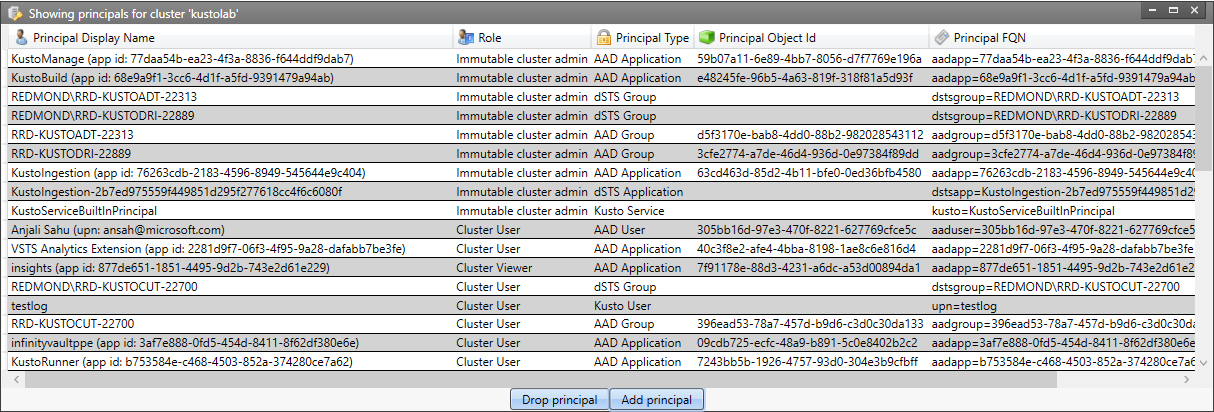 Showing principals for cluster 'kustolab'
Principal Display Name Role Principal Type Principal Object Id Principal FQN
KustoManage (app id: 77daa54b-ea23-4f3a-8836-f644ddf9dab7) Immutable cluster admin AAD Application 59b07a11-6e89-4bb7-8056-d7f7769e196a aadapp=77daa54b-ea23-4f3a-8836-f644ddf9dab7
KustoBuild (app id: 68e9a9f1-3cc6-4d1f-a5fd-9391479a94ab) Immutable cluster admin AAD Application e48245fe-96b5-4a63-819f-318f81a5d93f aadapp=68e9a9f1-3cc6-4d1f-a5fd-9391479a94ab
REDMOND\RRD-KUSTOADT-22313 Immutable cluster admin dSTS Group dstsgroup=REDMOND\RRD-KUSTOADT-22313
REDMOND\RRD-KUSTODRI-22889 Immutable cluster admin dSTS Group dstsgroup=REDMOND\RRD-KUSTODRI-22889
RRD-KUSTOADT-22313 Immutable cluster admin AAD Group d5f3170e-bab8-4dd0-88b2-982028543112 aadgroup=d5f3170e-bab8-4dd0-88b2-98202854
RRD-KUSTODRI-22889 Immutable cluster admin AAD Group 3cfe2774-a7de-46d4-936d-0e97384f89dd aadgroup=3cfe2774-a7de-46d4-936d-0e97384f89
KustoIngestion (app id: 76263cdb-2183-4596-8949-545644e9c404) Immutable cluster admin AAD Application 63cd463d-85d2-4b11-bfe0-0ed36bfb4580 aadapp=76263cdb-2183-4596-8949-545644e9c40
KustoIngestion-2b7ed975559f449851d295f277618cc4f6c6080f Immutable cluster admin dSTS Application dstsapp=KustoIngestion-2b7ed975559f449851d29
KustoServiceBuiltInPrincipal Immutable cluster admin Kusto Service kusto=KustoServiceBuiltInPrincipal
Anjali Sahu (upn: ansah@microsoft.com) Cluster User AAD User 305bb16d-97e3-470f-8221-627769cfce5c aaduser=305bb16d-97e3-470f-8221-627769cfce5c
VSTS Analytics Extension (app id: 2281d9f7-06f3-4f95-9a28-dafabb7be3fe) Cluster User AAD Application 40c3f8e2-afe4-4bba-8198-1ae8c6e816d4 aadapp=2281d9f7-06f3-4f95-9a28-dafabb7be3fe
insights (app id: 877de651-1851-4495-9d2b-743e2d61e229) Cluster Viewer AAD Application 7f91178e-88d3-4231-a6dc-a53d00894da1 aadapp=877de651-1851-4495-9d2b-743e2d61e22
REDMOND\RRD-KUSTOCUT-22700 Cluster User dSTS Group dstsgroup=REDMOND\RRD-KUSTOCUT-22700
testlog Cluster User Kusto User upn=testlog
RRD-KUSTOCUT-22700 Cluster User AAD Group 396ead53-78a7-457d-b9d6-c3d0c30da133 aadgroup=396ead53-78a7-457d-b9d6-c3d0c30da
infinityvaultppe (app id: 3af7e888-0fd5-454d-8411-8f62df380e6e) Cluster User AAD Application 09cdb725-ecfc-48a9-b891-5c0e8402b2c2 aadapp=3af7e888-0fd5-454d-8411-8f62df380e6e
KustoRunner (app id: b753584e-c468-4503-852a-374280ce7a62) Cluster User AAD Application 7243bb5b-1926-4757-93d0-304e3b9cfbff aadapp=b753584e-c468-4503-852a-374280ce7a6
Drop principal Add principal